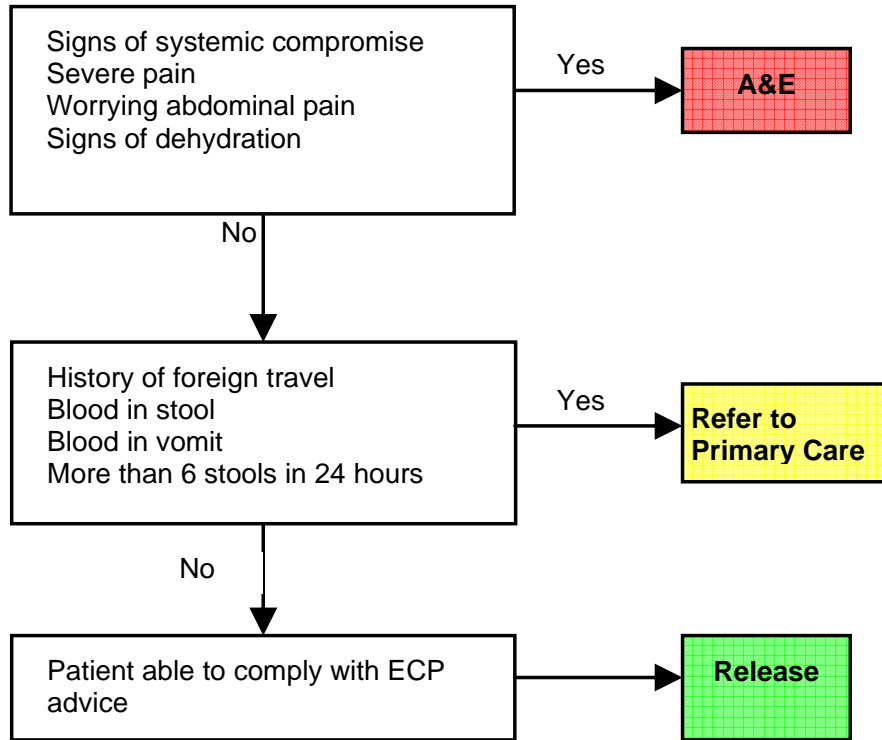 Signs of systemic compromise
Severe pain
Worrying abdominal pain
Signs of dehydration
Yes
A&E
No
History of foreign travel
Blood in stool
Blood in vomit
More than 6 stools in 24 hours
Yes
Refer to
Primary Care
No
Patient able to comply with ECP
advice
Release